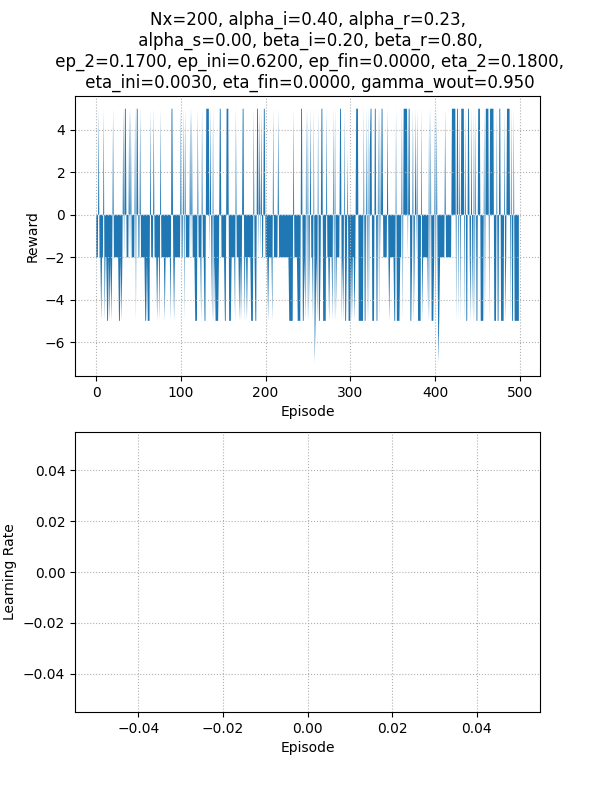 Nx=200, alpha_i=0.40, alpha_r=0.23,
alpha_s=0.00, beta_i=0.20, beta_r=0.80,
ep_2=0.1700, ep_ini=0.6200, ep_fin=0.0000, eta_2=0.1800,
eta_ini=0.0030, eta_fin=0.0000, gamma_wout=0.950
4
2
0
−2
−4
−6
Reward
0 100 200 300 400 500
Episode
0.04
0.02
0.00
−0.02
−0.04
Learning Rate
−0.04 −0.02 0.00 0.02 0.04
Episode